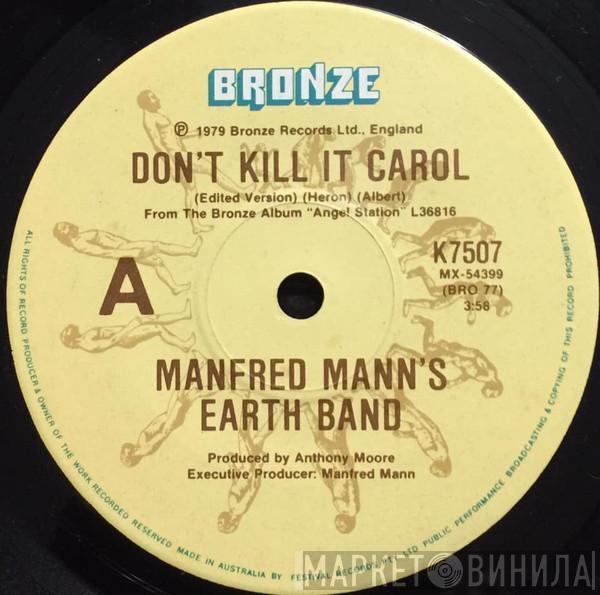 BRONZE
℗ 1979 Bronze Records Ltd., England
DON'T KILL IT CAROL
(Edited Version) (Heron) (Albert)
From The Bronze Album "Angel Station" L36816
A
K7507
MX-54399
(BRO 77)
3:58
MANFRED MANN'S
EARTH BAND
Produced by Anthony Moore
Executive Producer: Manfred Mann
ALL RIGHTS OF RECORD PRODUCER & OWNER OF THE WORK RECORDED RESERVED MADE IN AUSTRALIA BY FESTIVAL RECORDS PTY. LTD PUBLIC PERFORMANCE BROADCASTING & COPYING OF THIS RECORD PROHIBITED
МАРКЕТ ВИНИЛА